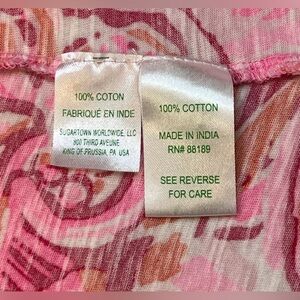 100% COTTON
FABRIQUÉ EN INDE
SUGARTOWN WORLDWIDE, LLC
800 THIRD AVEUNE
KING OF PRUSSIA, PA USA
100% COTTON
MADE IN INDIA
RN# 88189
SEE REVERSE
FOR CARE